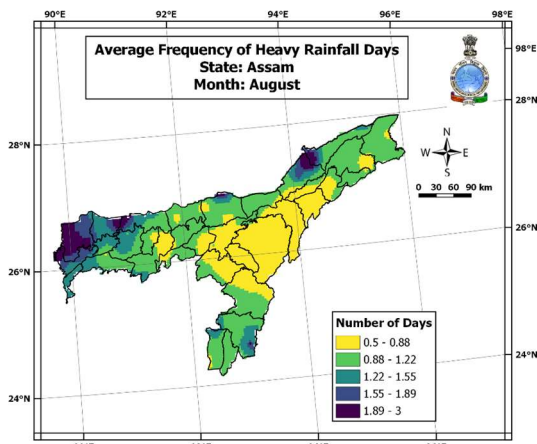 90°E 92°E 94°E 96°E 98°E
Average Frequency of Heavy Rainfall Days
State: Assam
Month: August
98°E
28°N
28°N
N
W E
S
0 30 60 90 km
28°N
26°N
26°N
26°N
24°N
24°N
Number of Days
0.5 - 0.88
0.88 - 1.22
1.22 - 1.55
1.55 - 1.89
1.89 - 3